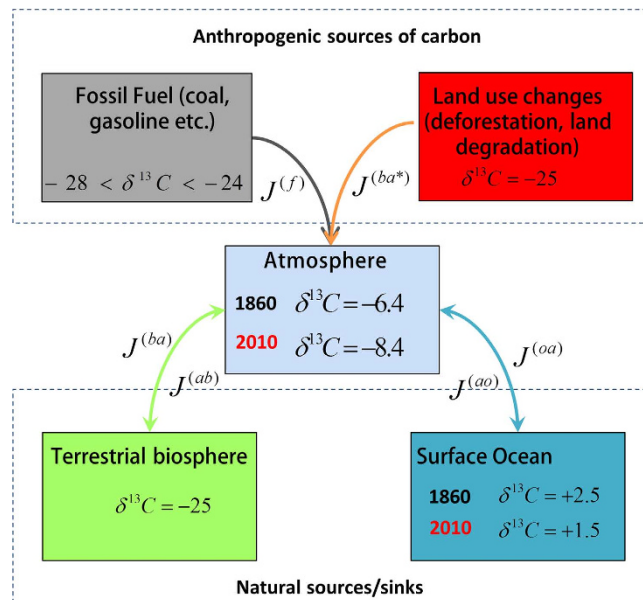 Anthropogenic sources of carbon
Fossil Fuel (coal,
gasoline etc.)
− 28 < δ¹³C < −24
Land use changes
(deforestation, land
degradation)
δ¹³C = −25
J⁽ᶠ⁾
J⁽ᵇᵃ*⁾
Atmosphere
1860 δ¹³C = −6.4
2010 δ¹³C = −8.4
J⁽ᵇᵃ⁾
J⁽ᵃᵇ⁾
J⁽ᵒᵃ⁾
J⁽ᵃᵒ⁾
Terrestrial biosphere
δ¹³C = −25
Surface Ocean
1860 δ¹³C = +2.5
2010 δ¹³C = +1.5
Natural sources/sinks